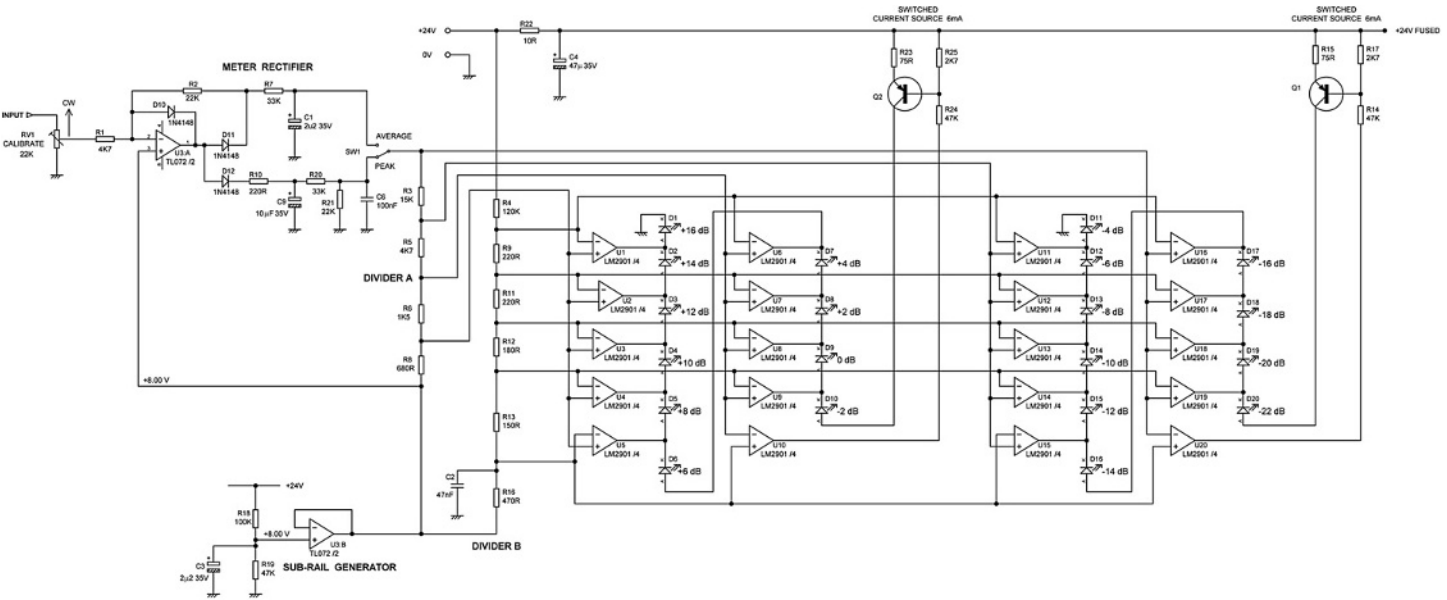 SWITCHED
CURRENT SOURCE 6mA
SWITCHED
CURRENT SOURCE 6mA
+24V
R22
10R
+24V FUSED
0V
C4
47µ 35V
R23
75R
R25
2K7
Q2
R24
47K
R15
75R
R17
2K7
Q1
R14
47K
METER RECTIFIER
R2
22K
R7
33K
D10
1N4148
INPUT
CW
RV1
CALIBRATE
22K
R1
4K7
2
3
1
U3:A
TL072 /2
D11
1N4148
C1
2u2 35V
AVERAGE
SW1
PEAK
D12
1N4148
R10
220R
R20
33K
C9
10µF 35V
R21
22K
C6
100nF
R3
15K
R5
4K7
DIVIDER A
R6
1K5
R8
680R
+8.00 V
R4
120K
R9
220R
R11
220R
R12
180R
R13
150R
C2
47nF
R16
470R
DIVIDER B
U1
LM2901 /4
U2
LM2901 /4
U3
LM2901 /4
U4
LM2901 /4
U5
LM2901 /4
D1
+16 dB
D2
+14 dB
D3
+12 dB
D4
+10 dB
D5
+8 dB
D6
+6 dB
U6
LM2901 /4
U7
LM2901 /4
U8
LM2901 /4
U9
LM2901 /4
U10
LM2901 /4
D7
+4 dB
D8
+2 dB
D9
0 dB
D10
-2 dB
U11
LM2901 /4
U12
LM2901 /4
U13
LM2901 /4
U14
LM2901 /4
U15
LM2901 /4
D11
-4 dB
D12
-6 dB
D13
-8 dB
D14
-10 dB
D15
-12 dB
D16
-14 dB
U16
LM2901 /4
U17
LM2901 /4
U18
LM2901 /4
U19
LM2901 /4
U20
LM2901 /4
D17
-16 dB
D18
-18 dB
D19
-20 dB
D20
-22 dB
+24V
R18
100K
+8.00 V
U3:B
TL072 /2
C3
2µ2 35V
R19
47K
SUB-RAIL GENERATOR